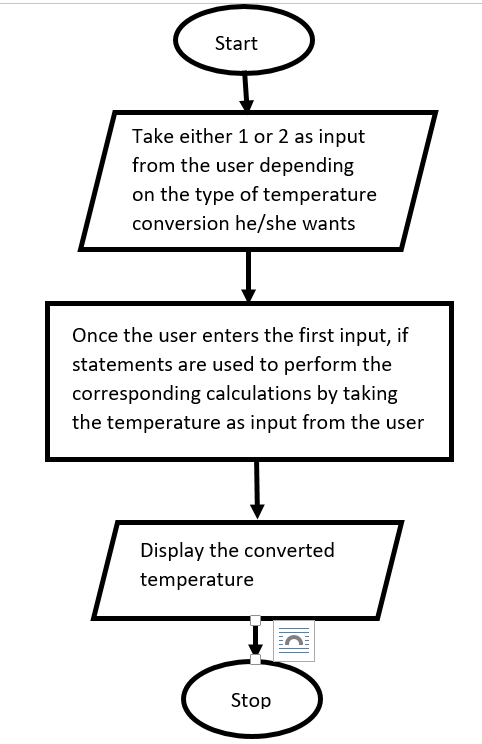 Start
Take either 1 or 2 as input
from the user depending
on the type of temperature
conversion he/she wants
Once the user enters the first input, if
statements are used to perform the
corresponding calculations by taking
the temperature as input from the user
Display the converted
temperature
Stop